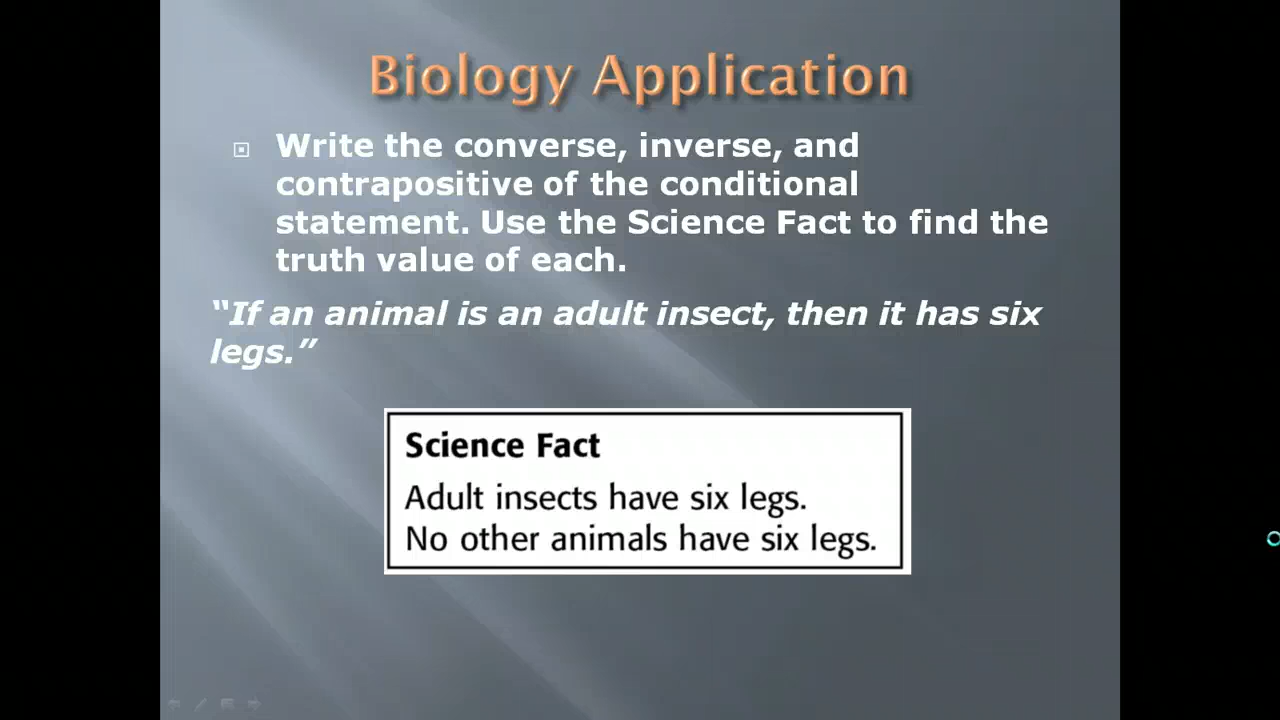 Biology Application
Write the converse, inverse, and
contrapositive of the conditional
statement. Use the Science Fact to find the
truth value of each.
“If an animal is an adult insect, then it has six
legs.”
Science Fact
Adult insects have six legs.
No other animals have six legs.